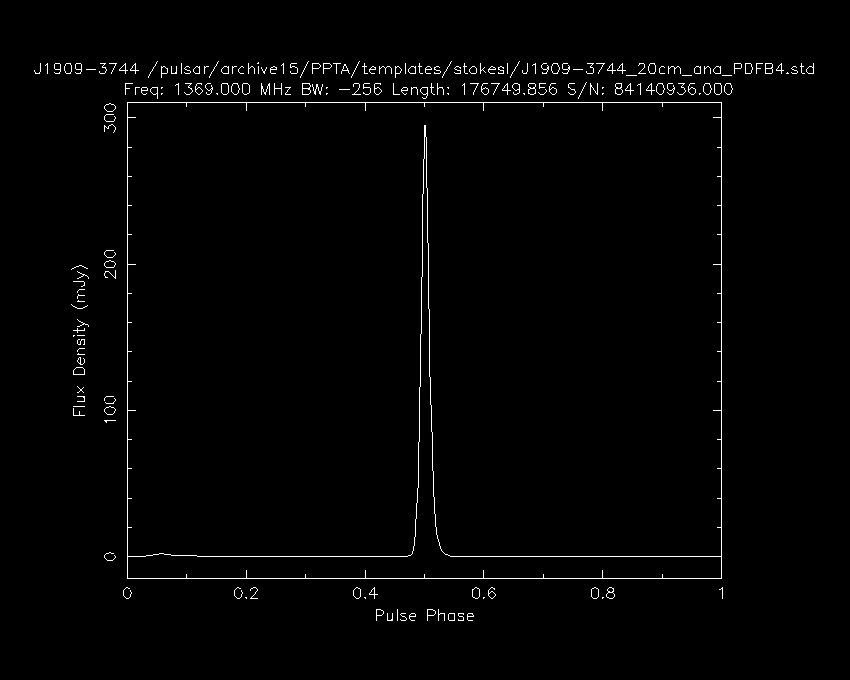 J1909-3744 /pulsar/archive15/PPTA/templates/stokesI/J1909-3744_20cm_ana_PDFB4.std
Freq: 1369.000 MHz BW: -256 Length: 176749.856 S/N: 84140936.000
300
200
100
0
Flux Density (mJy)
0 0.2 0.4 0.6 0.8 1
Pulse Phase